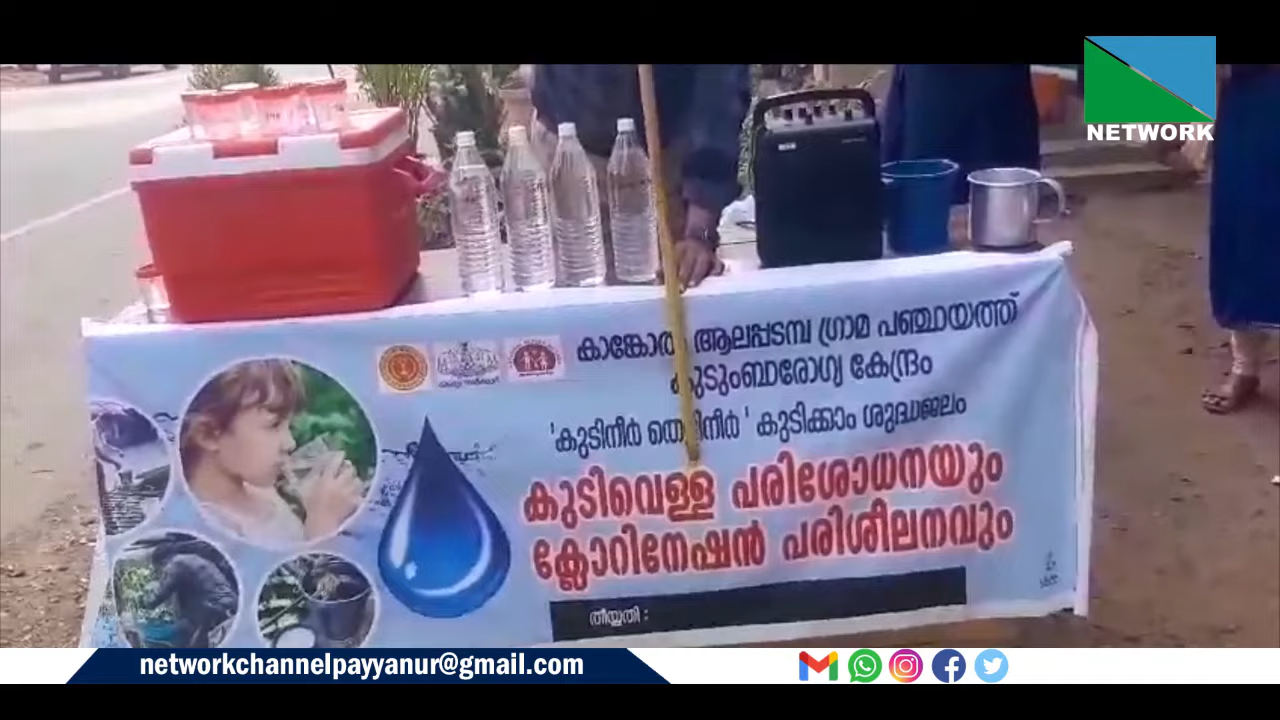 NETWORK
കാങ്കോൽ ആലപ്പടമ്പ ഗ്രാമ പഞ്ചായത്ത്
കുടുംബാരോഗ്യ കേന്ദ്രം
'കുടിനീർ തെളിനീർ' കുടിക്കാം ശുദ്ധജലം
കുടിവെള്ള പരിശോധനയും
ക്ലോറിനേഷൻ പരിശീലനവും
തീയ്യതി :
networkchannelpayyanur@gmail.com